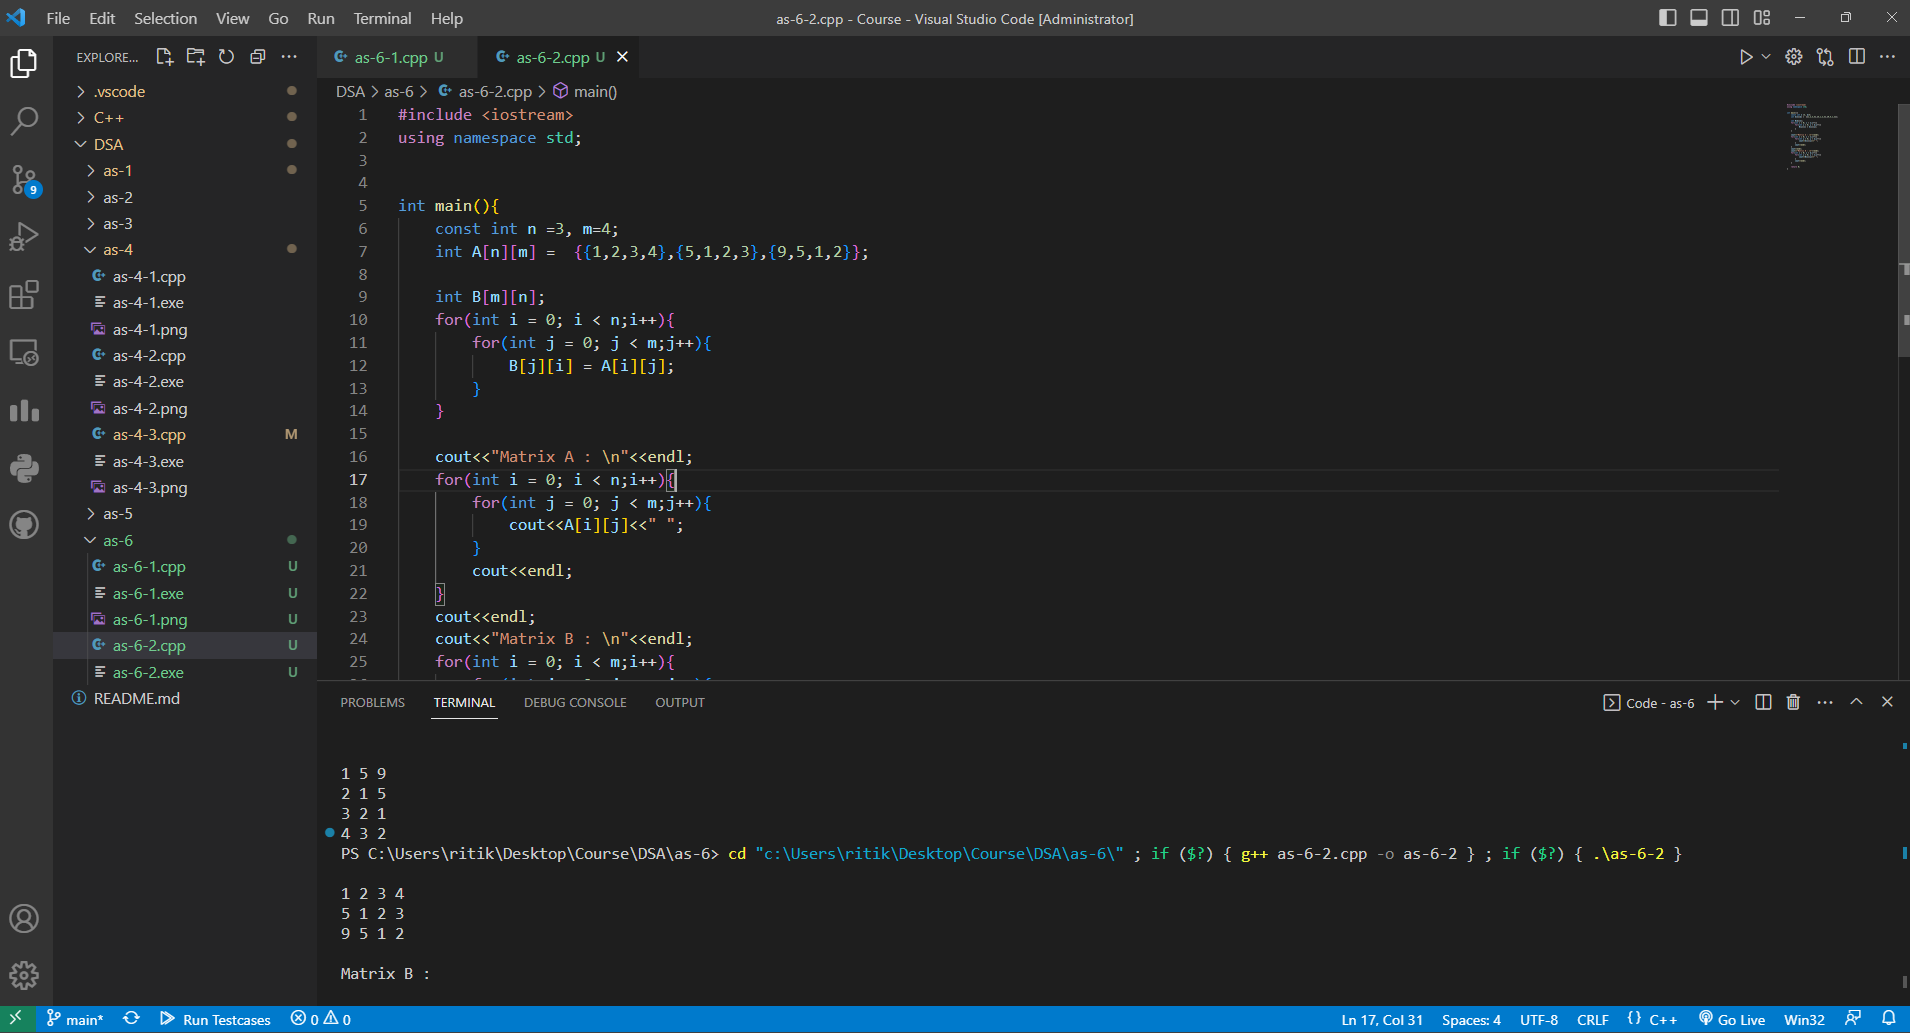 File Edit Selection View Go Run Terminal Help
as-6-2.cpp - Course - Visual Studio Code [Administrator]
EXPLORE...
.vscode
C++
DSA
as-1
as-2
as-3
as-4
as-4-1.cpp
as-4-1.exe
as-4-1.png
as-4-2.cpp
as-4-2.exe
as-4-2.png
as-4-3.cpp M
as-4-3.exe
as-4-3.png
as-5
as-6
as-6-1.cpp U
as-6-1.exe U
as-6-1.png U
as-6-2.cpp U
as-6-2.exe U
README.md
9
as-6-1.cpp U as-6-2.cpp U
DSA > as-6 > as-6-2.cpp > main()
1 #include <iostream>
2 using namespace std;
3
4
5 int main(){
6 const int n =3, m=4;
7 int A[n][m] =  {{1,2,3,4},{5,1,2,3},{9,5,1,2}};
8
9 int B[m][n];
10 for(int i = 0; i < n;i++){
11 for(int j = 0; j < m;j++){
12 B[j][i] = A[i][j];
13 }
14 }
15
16 cout<<"Matrix A : \n"<<endl;
17 for(int i = 0; i < n;i++){
18 for(int j = 0; j < m;j++){
19 cout<<A[i][j]<<" ";
20 }
21 cout<<endl;
22 }
23 cout<<endl;
24 cout<<"Matrix B : \n"<<endl;
25 for(int i = 0; i < m;i++){
PROBLEMS TERMINAL DEBUG CONSOLE OUTPUT
Code - as-6
1 5 9
2 1 5
3 2 1
4 3 2
PS C:\Users\ritik\Desktop\Course\DSA\as-6> cd "c:\Users\ritik\Desktop\Course\DSA\as-6\" ; if ($?) { g++ as-6-2.cpp -o as-6-2 } ; if ($?) { .\as-6-2 }
1 2 3 4
5 1 2 3
9 5 1 2
Matrix B :
main* Run Testcases 0 0 Ln 17, Col 31 Spaces: 4 UTF-8 CRLF {} C++ Go Live Win32